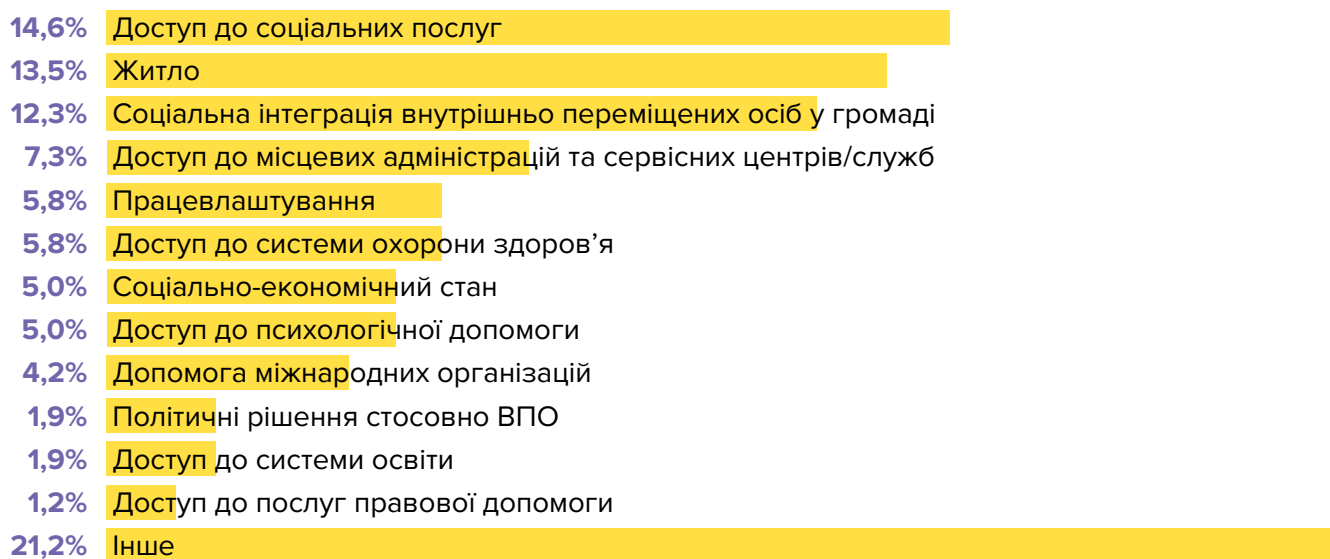 14,6% Доступ до соціальних послуг
13,5% Житло
12,3% Соціальна інтеграція внутрішньо переміщених осіб у громаді
7,3% Доступ до місцевих адміністрацій та сервісних центрів/служб
5,8% Працевлаштування
5,8% Доступ до системи охорони здоров’я
5,0% Соціально-економічний стан
5,0% Доступ до психологічної допомоги
4,2% Допомога міжнародних організацій
1,9% Політичні рішення стосовно ВПО
1,9% Доступ до системи освіти
1,2% Доступ до послуг правової допомоги
21,2% Інше